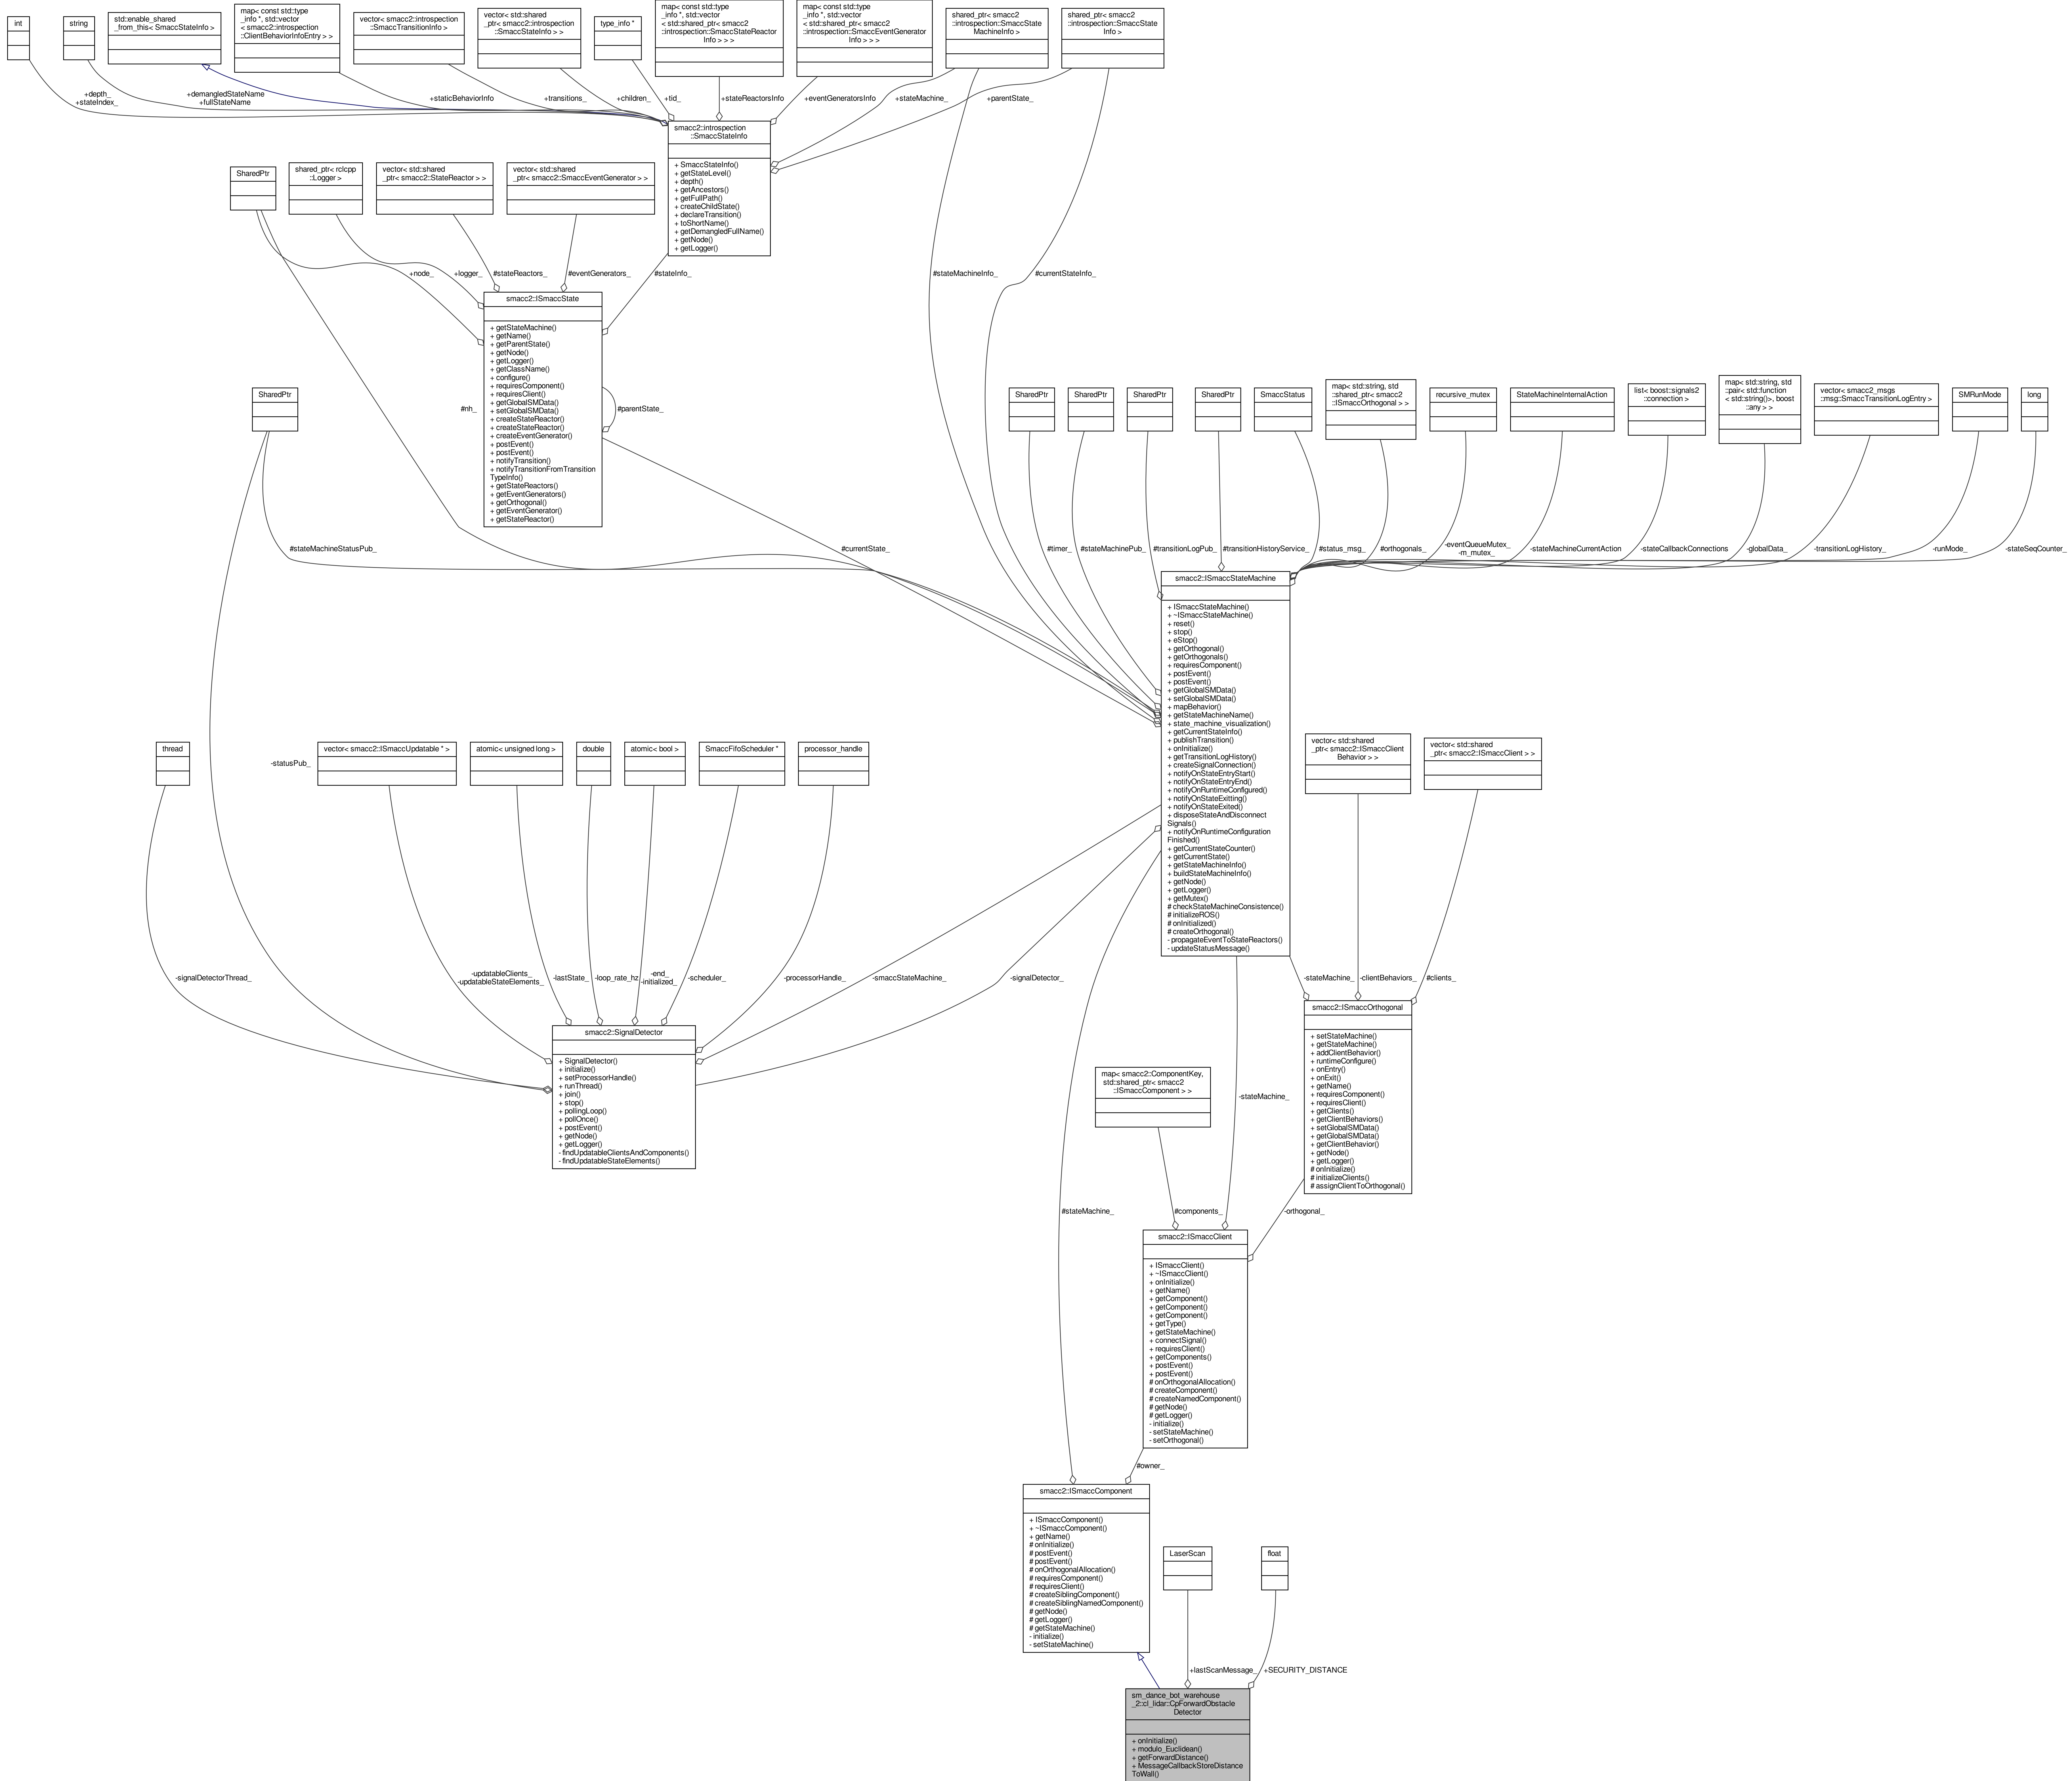 int
string
std::enable_shared
_from_this< SmaccStateInfo >
map< const std::type
_info *, std::vector
< smacc2::introspection
::ClientBehaviorInfoEntry > >
vector< smacc2::introspection
::SmaccTransitionInfo >
vector< std::shared
_ptr< smacc2::introspection
::SmaccStateInfo > >
type_info *
map< const std::type
_info *, std::vector
< std::shared_ptr< smacc2
::introspection::SmaccStateReactor
Info > > >
map< const std::type
_info *, std::vector
< std::shared_ptr< smacc2
::introspection::SmaccEventGenerator
Info > > >
shared_ptr< smacc2
::introspection::SmaccState
MachineInfo >
shared_ptr< smacc2
::introspection::SmaccState
Info >
+depth_
+stateIndex_
+demangledStateName
+fullStateName
+staticBehaviorInfo
+transitions_
+children_
+tid_
+stateReactorsInfo
+eventGeneratorsInfo
+stateMachine_
+parentState_
smacc2::introspection
::SmaccStateInfo
+ SmaccStateInfo()
+ getStateLevel()
+ depth()
+ getAncestors()
+ getFullPath()
+ createChildState()
+ declareTransition()
+ toShortName()
+ getDemangledFullName()
+ getNode()
+ getLogger()
SharedPtr
shared_ptr< rclcpp
::Logger >
vector< std::shared
_ptr< smacc2::StateReactor > >
vector< std::shared
_ptr< smacc2::SmaccEventGenerator > >
+node_
+logger_
#stateReactors_
#eventGenerators_
#stateInfo_
#stateMachineInfo_
#currentStateInfo_
smacc2::ISmaccState
+ getStateMachine()
+ getName()
+ getParentState()
+ getNode()
+ getLogger()
+ getClassName()
+ configure()
+ requiresComponent()
+ requiresClient()
+ getGlobalSMData()
+ setGlobalSMData()
+ createStateReactor()
+ createStateReactor()
+ createEventGenerator()
+ postEvent()
+ postEvent()
+ notifyTransition()
+ notifyTransitionFromTransition
TypeInfo()
+ getStateReactors()
+ getEventGenerators()
+ getOrthogonal()
+ getEventGenerator()
+ getStateReactor()
#nh_
#parentState_
SharedPtr
SharedPtr
SharedPtr
SharedPtr
SharedPtr
SmaccStatus
map< std::string, std
::shared_ptr< smacc2
::ISmaccOrthogonal > >
recursive_mutex
StateMachineInternalAction
list< boost::signals2
::connection >
map< std::string, std
::pair< std::function
< std::string()>, boost
::any > >
vector< smacc2_msgs
::msg::SmaccTransitionLogEntry >
SMRunMode
long
#stateMachineStatusPub_
#currentState_
#timer_
#stateMachinePub_
#transitionLogPub_
#transitionHistoryService_
#status_msg_
#orthogonals_
-eventQueueMutex_
-m_mutex_
-stateMachineCurrentAction
-stateCallbackConnections
-globalData_
-transitionLogHistory_
-runMode_
-stateSeqCounter_
smacc2::ISmaccStateMachine
+ ISmaccStateMachine()
+ ~ISmaccStateMachine()
+ reset()
+ stop()
+ eStop()
+ getOrthogonal()
+ getOrthogonals()
+ requiresComponent()
+ postEvent()
+ postEvent()
+ getGlobalSMData()
+ setGlobalSMData()
+ mapBehavior()
+ getStateMachineName()
+ state_machine_visualization()
+ getCurrentStateInfo()
+ publishTransition()
+ onInitialize()
+ getTransitionLogHistory()
+ createSignalConnection()
+ notifyOnStateEntryStart()
+ notifyOnStateEntryEnd()
+ notifyOnRuntimeConfigured()
+ notifyOnStateExitting()
+ notifyOnStateExited()
+ disposeStateAndDisconnect
Signals()
+ notifyOnRuntimeConfiguration
Finished()
+ getCurrentStateCounter()
+ getCurrentState()
+ getStateMachineInfo()
+ buildStateMachineInfo()
+ getNode()
+ getLogger()
+ getMutex()
# checkStateMachineConsistence()
# initializeROS()
# onInitialized()
# createOrthogonal()
- propagateEventToStateReactors()
- updateStatusMessage()
thread
-statusPub_
vector< smacc2::ISmaccUpdatable * >
atomic< unsigned long >
double
atomic< bool >
SmaccFifoScheduler *
processor_handle
vector< std::shared
_ptr< smacc2::ISmaccClient
Behavior > >
vector< std::shared
_ptr< smacc2::ISmaccClient > >
-signalDetectorThread_
-updatableClients_
-updatableStateElements_
-lastState_
-loop_rate_hz
-end_
-initialized_
-scheduler_
-processorHandle_
-smaccStateMachine_
-signalDetector_
-stateMachine_
-clientBehaviors_
#clients_
smacc2::SignalDetector
+ SignalDetector()
+ initialize()
+ setProcessorHandle()
+ runThread()
+ join()
+ stop()
+ pollingLoop()
+ pollOnce()
+ postEvent()
+ getNode()
+ getLogger()
- findUpdatableClientsAndComponents()
- findUpdatableStateElements()
smacc2::ISmaccOrthogonal
+ setStateMachine()
+ getStateMachine()
+ addClientBehavior()
+ runtimeConfigure()
+ onEntry()
+ onExit()
+ getName()
+ requiresComponent()
+ requiresClient()
+ getClients()
+ getClientBehaviors()
+ setGlobalSMData()
+ getGlobalSMData()
+ getClientBehavior()
+ getNode()
+ getLogger()
# onInitialize()
# initializeClients()
# assignClientToOrthogonal()
map< smacc2::ComponentKey,
std::shared_ptr< smacc2
::ISmaccComponent > >
-stateMachine_
#stateMachine_
#components_
-orthogonal_
smacc2::ISmaccClient
+ ISmaccClient()
+ ~ISmaccClient()
+ onInitialize()
+ getName()
+ getComponent()
+ getComponent()
+ getComponent()
+ getType()
+ getStateMachine()
+ connectSignal()
+ requiresClient()
+ getComponents()
+ postEvent()
+ postEvent()
# onOrthogonalAllocation()
# createComponent()
# createNamedComponent()
# getNode()
# getLogger()
- initialize()
- setStateMachine()
- setOrthogonal()
#owner_
smacc2::ISmaccComponent
+ ISmaccComponent()
+ ~ISmaccComponent()
+ getName()
# onInitialize()
# postEvent()
# postEvent()
# onOrthogonalAllocation()
# requiresComponent()
# requiresClient()
# createSiblingComponent()
# createSiblingNamedComponent()
# getNode()
# getLogger()
# getStateMachine()
- initialize()
- setStateMachine()
LaserScan
float
+lastScanMessage_
+SECURITY_DISTANCE
sm_dance_bot_warehouse
_2::cl_lidar::CpForwardObstacle
Detector
+ onInitialize()
+ modulo_Euclidean()
+ getForwardDistance()
+ MessageCallbackStoreDistance
ToWall()